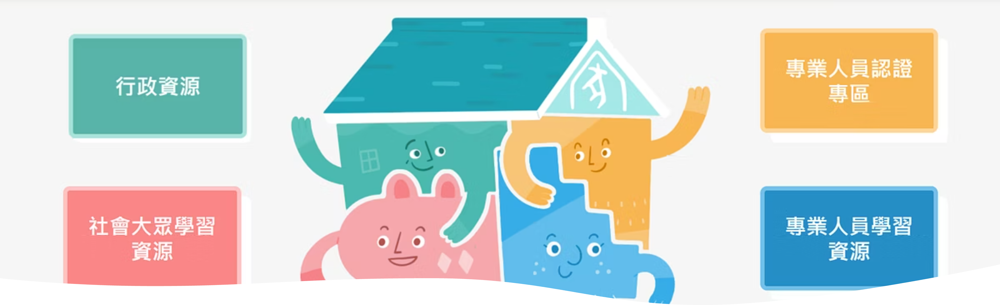 行政資源
專業人員認證
專區
社會大眾學習
資源
專業人員學習
資源